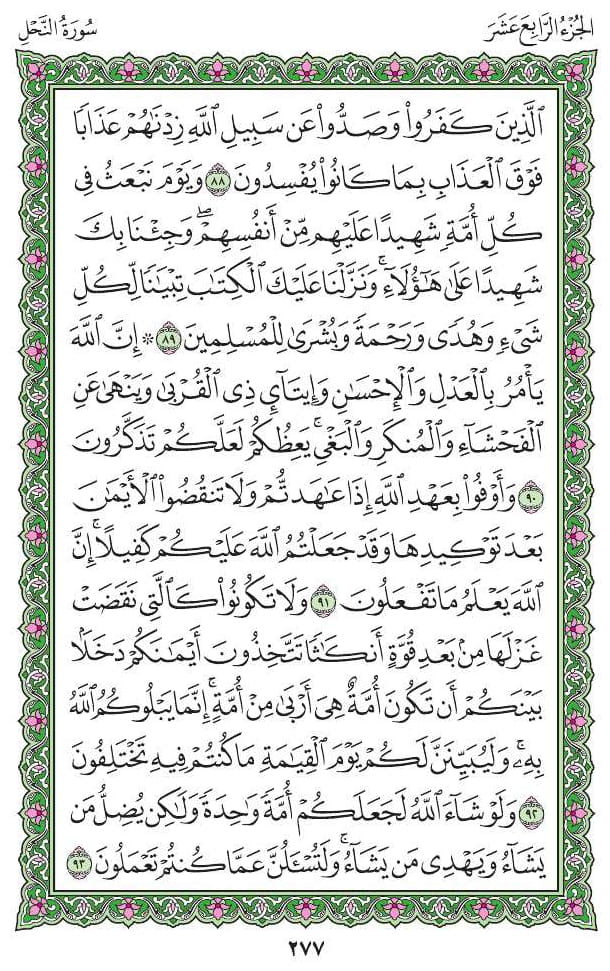 الجزء الرابع عشر
سورة النحل
ٱلَّذِينَ كَفَرُواْ وَصَدُّواْ عَن سَبِيلِ ٱللَّهِ زِدۡنَٰهُمۡ عَذَابٗا
فَوۡقَ ٱلۡعَذَابِ بِمَا كَانُواْ يُفۡسِدُونَ ٨٨ وَيَوۡمَ نَبۡعَثُ فِي
كُلِّ أُمَّةٖ شَهِيدًا عَلَيۡهِم مِّنۡ أَنفُسِهِمۡۖ وَجِئۡنَا بِكَ
شَهِيدًا عَلَىٰ هَٰٓؤُلَآءِۚ وَنَزَّلۡنَا عَلَيۡكَ ٱلۡكِتَٰبَ تِبۡيَٰنٗا لِّكُلِّ
شَيۡءٖ وَهُدٗى وَرَحۡمَةٗ وَبُشۡرَىٰ لِلۡمُسۡلِمِينَ ٨٩ ۞ إِنَّ ٱللَّهَ
يَأۡمُرُ بِٱلۡعَدۡلِ وَٱلۡإِحۡسَٰنِ وَإِيتَآيِٕ ذِي ٱلۡقُرۡبَىٰ وَيَنۡهَىٰ عَنِ
ٱلۡفَحۡشَآءِ وَٱلۡمُنكَرِ وَٱلۡبَغۡيِۚ يَعِظُكُمۡ لَعَلَّكُمۡ تَذَكَّرُونَ
٩٠ وَأَوۡفُواْ بِعَهۡدِ ٱللَّهِ إِذَا عَٰهَدتُّمۡ وَلَا تَنقُضُواْ ٱلۡأَيۡمَٰنَ
بَعۡدَ تَوۡكِيدِهَا وَقَدۡ جَعَلۡتُمُ ٱللَّهَ عَلَيۡكُمۡ كَفِيلًاۚ إِنَّ
ٱللَّهَ يَعۡلَمُ مَا تَفۡعَلُونَ ٩١ وَلَا تَكُونُواْ كَٱلَّتِي نَقَضَتۡ
غَزۡلَهَا مِنۢ بَعۡدِ قُوَّةٍ أَنكَٰثٗا تَتَّخِذُونَ أَيۡمَٰنَكُمۡ دَخَلَۢا
بَيۡنَكُمۡ أَن تَكُونَ أُمَّةٌ هِيَ أَرۡبَىٰ مِنۡ أُمَّةٍۚ إِنَّمَا يَبۡلُوكُمُ ٱللَّهُ
بِهِۦۚ وَلَيُبَيِّنَنَّ لَكُمۡ يَوۡمَ ٱلۡقِيَٰمَةِ مَا كُنتُمۡ فِيهِ تَخۡتَلِفُونَ
٩٢ وَلَوۡ شَآءَ ٱللَّهُ لَجَعَلَكُمۡ أُمَّةٗ وَٰحِدَةٗ وَلَٰكِن يُضِلُّ مَن
يَشَآءُ وَيَهۡدِي مَن يَشَآءُۚ وَلَتُسۡـَٔلُنَّ عَمَّا كُنتُمۡ تَعۡمَلُونَ ٩٣
٢٧٧